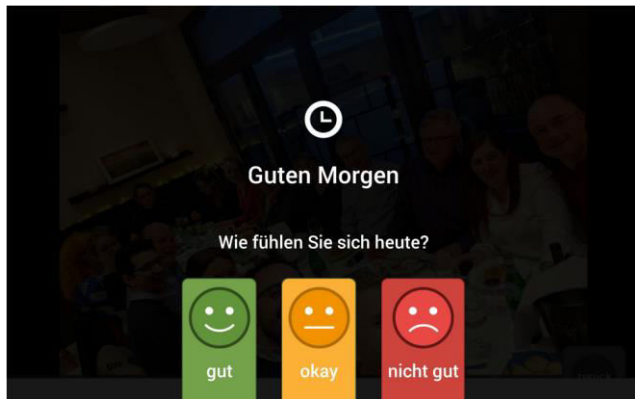 Guten Morgen
Wie fühlen Sie sich heute?
gut
okay
nicht gut